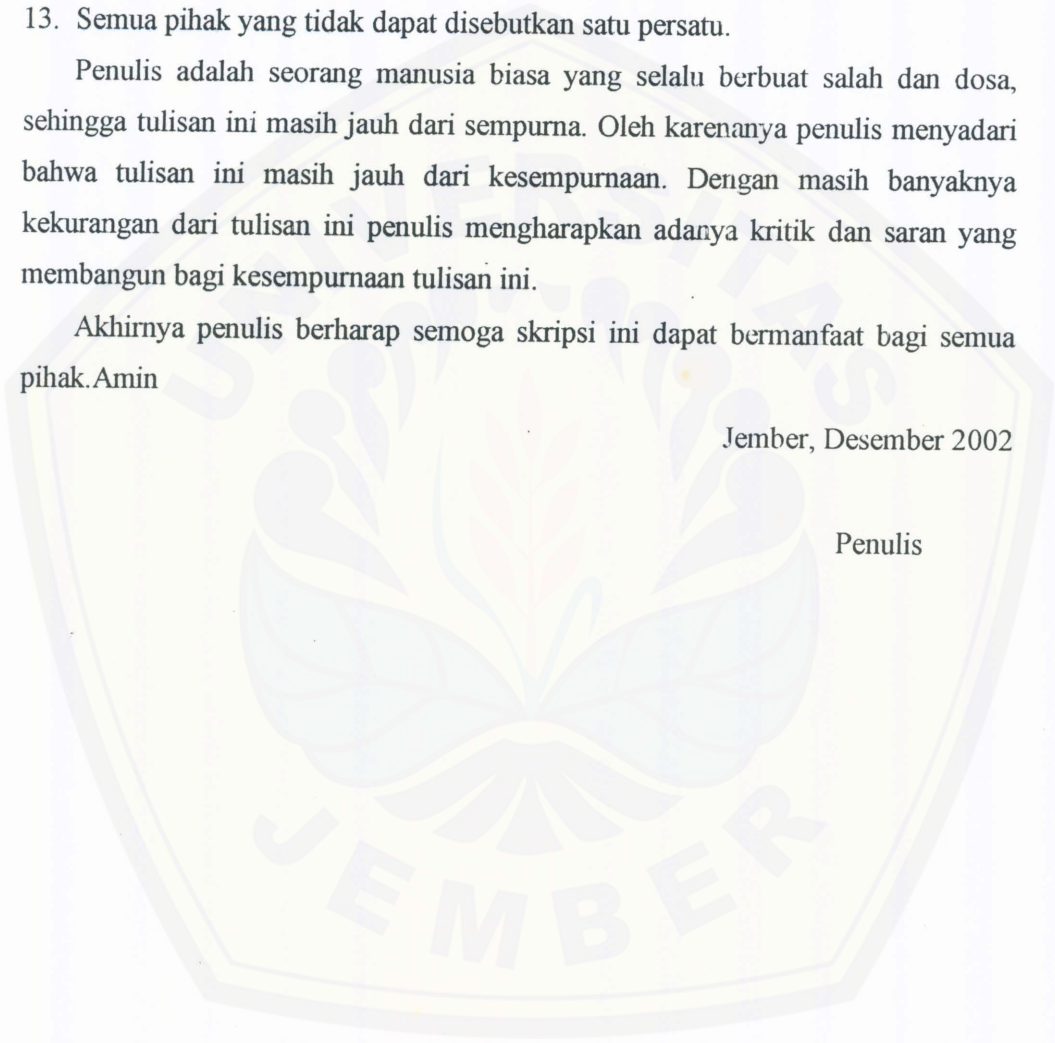 13. Semua pihak yang tidak dapat disebutkan satu persatu.
Penulis adalah seorang manusia biasa yang selalu berbuat salah dan dosa,
sehingga tulisan ini masih jauh dari sempurna. Oleh karenanya penulis menyadari
bahwa tulisan ini masih jauh dari kesempurnaan. Dengan masih banyaknya
kekurangan dari tulisan ini penulis mengharapkan adanya kritik dan saran yang
membangun bagi kesempurnaan tulisan ini.
Akhirnya penulis berharap semoga skripsi ini dapat bermanfaat bagi semua
pihak.Amin
Jember, Desember 2002
Penulis
UNIVERSITAS
JEMBER